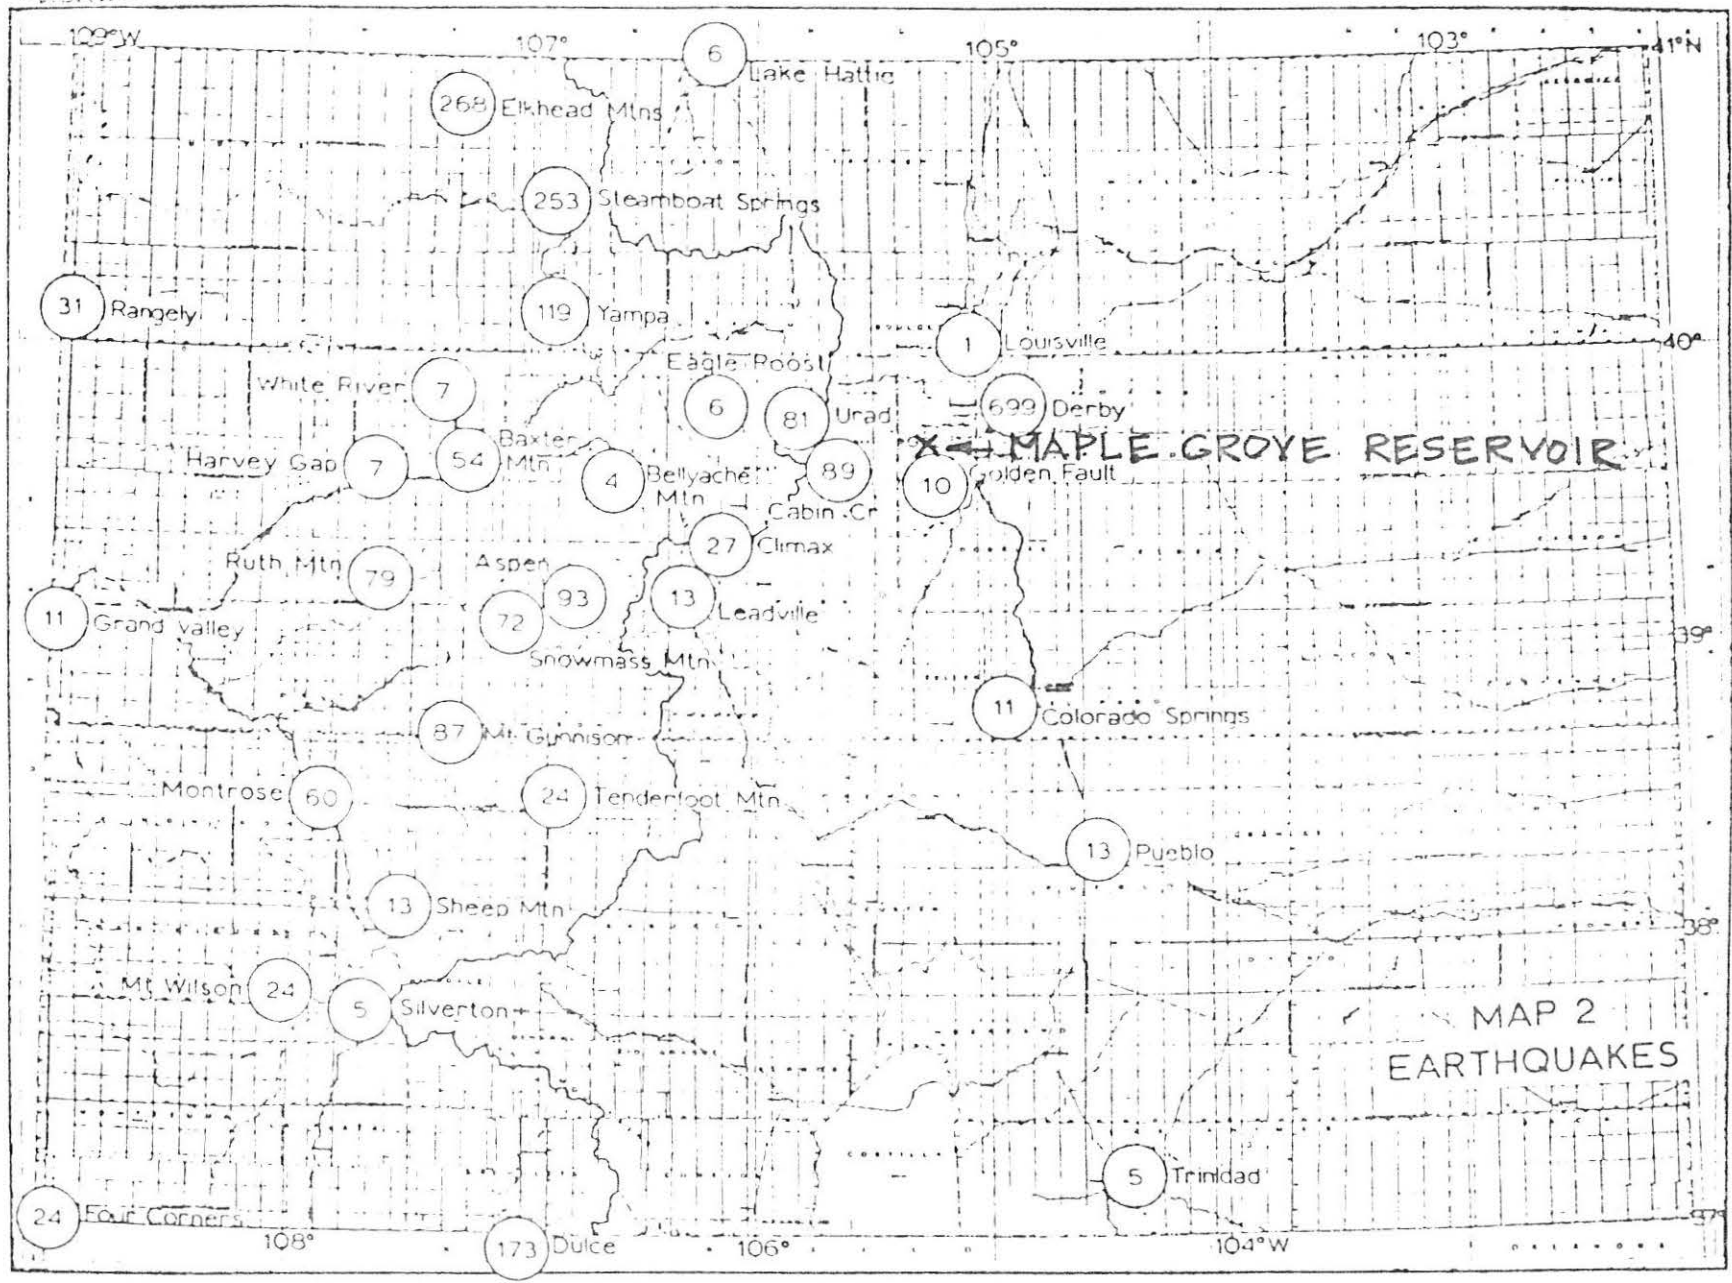 109°W 107° 105° 103° 41°N
6 Lake Hattie
268 Elkhead Mtns
253 Steamboat Springs
31 Rangely
119 Yampa
1 Louisville
40°
Eagle Roost
White River 7
6
81 Urad
699 Derby
X← MAPLE GROVE RESERVOIR
Harvey Gap 7
54 Baxter
Mtn
4 Bellyache
Mtn
89
Cabin Cr
10 Golden Fault
27 Climax
Ruth Mtn 79
Aspen
93
72
Snowmass Mtn
13 Leadville
11 Grand Valley
39°
11 Colorado Springs
87 Mt Gunnison
Montrose 60
24 Tenderfoot Mtn
13 Pueblo
13 Sheep Mtn
38°
Mt Wilson 24
5 Silverton
MAP 2
EARTHQUAKES
COSTILLA
5 Trinidad
24 Four Corners
37°
108° 173 Dulce 106° 104°W